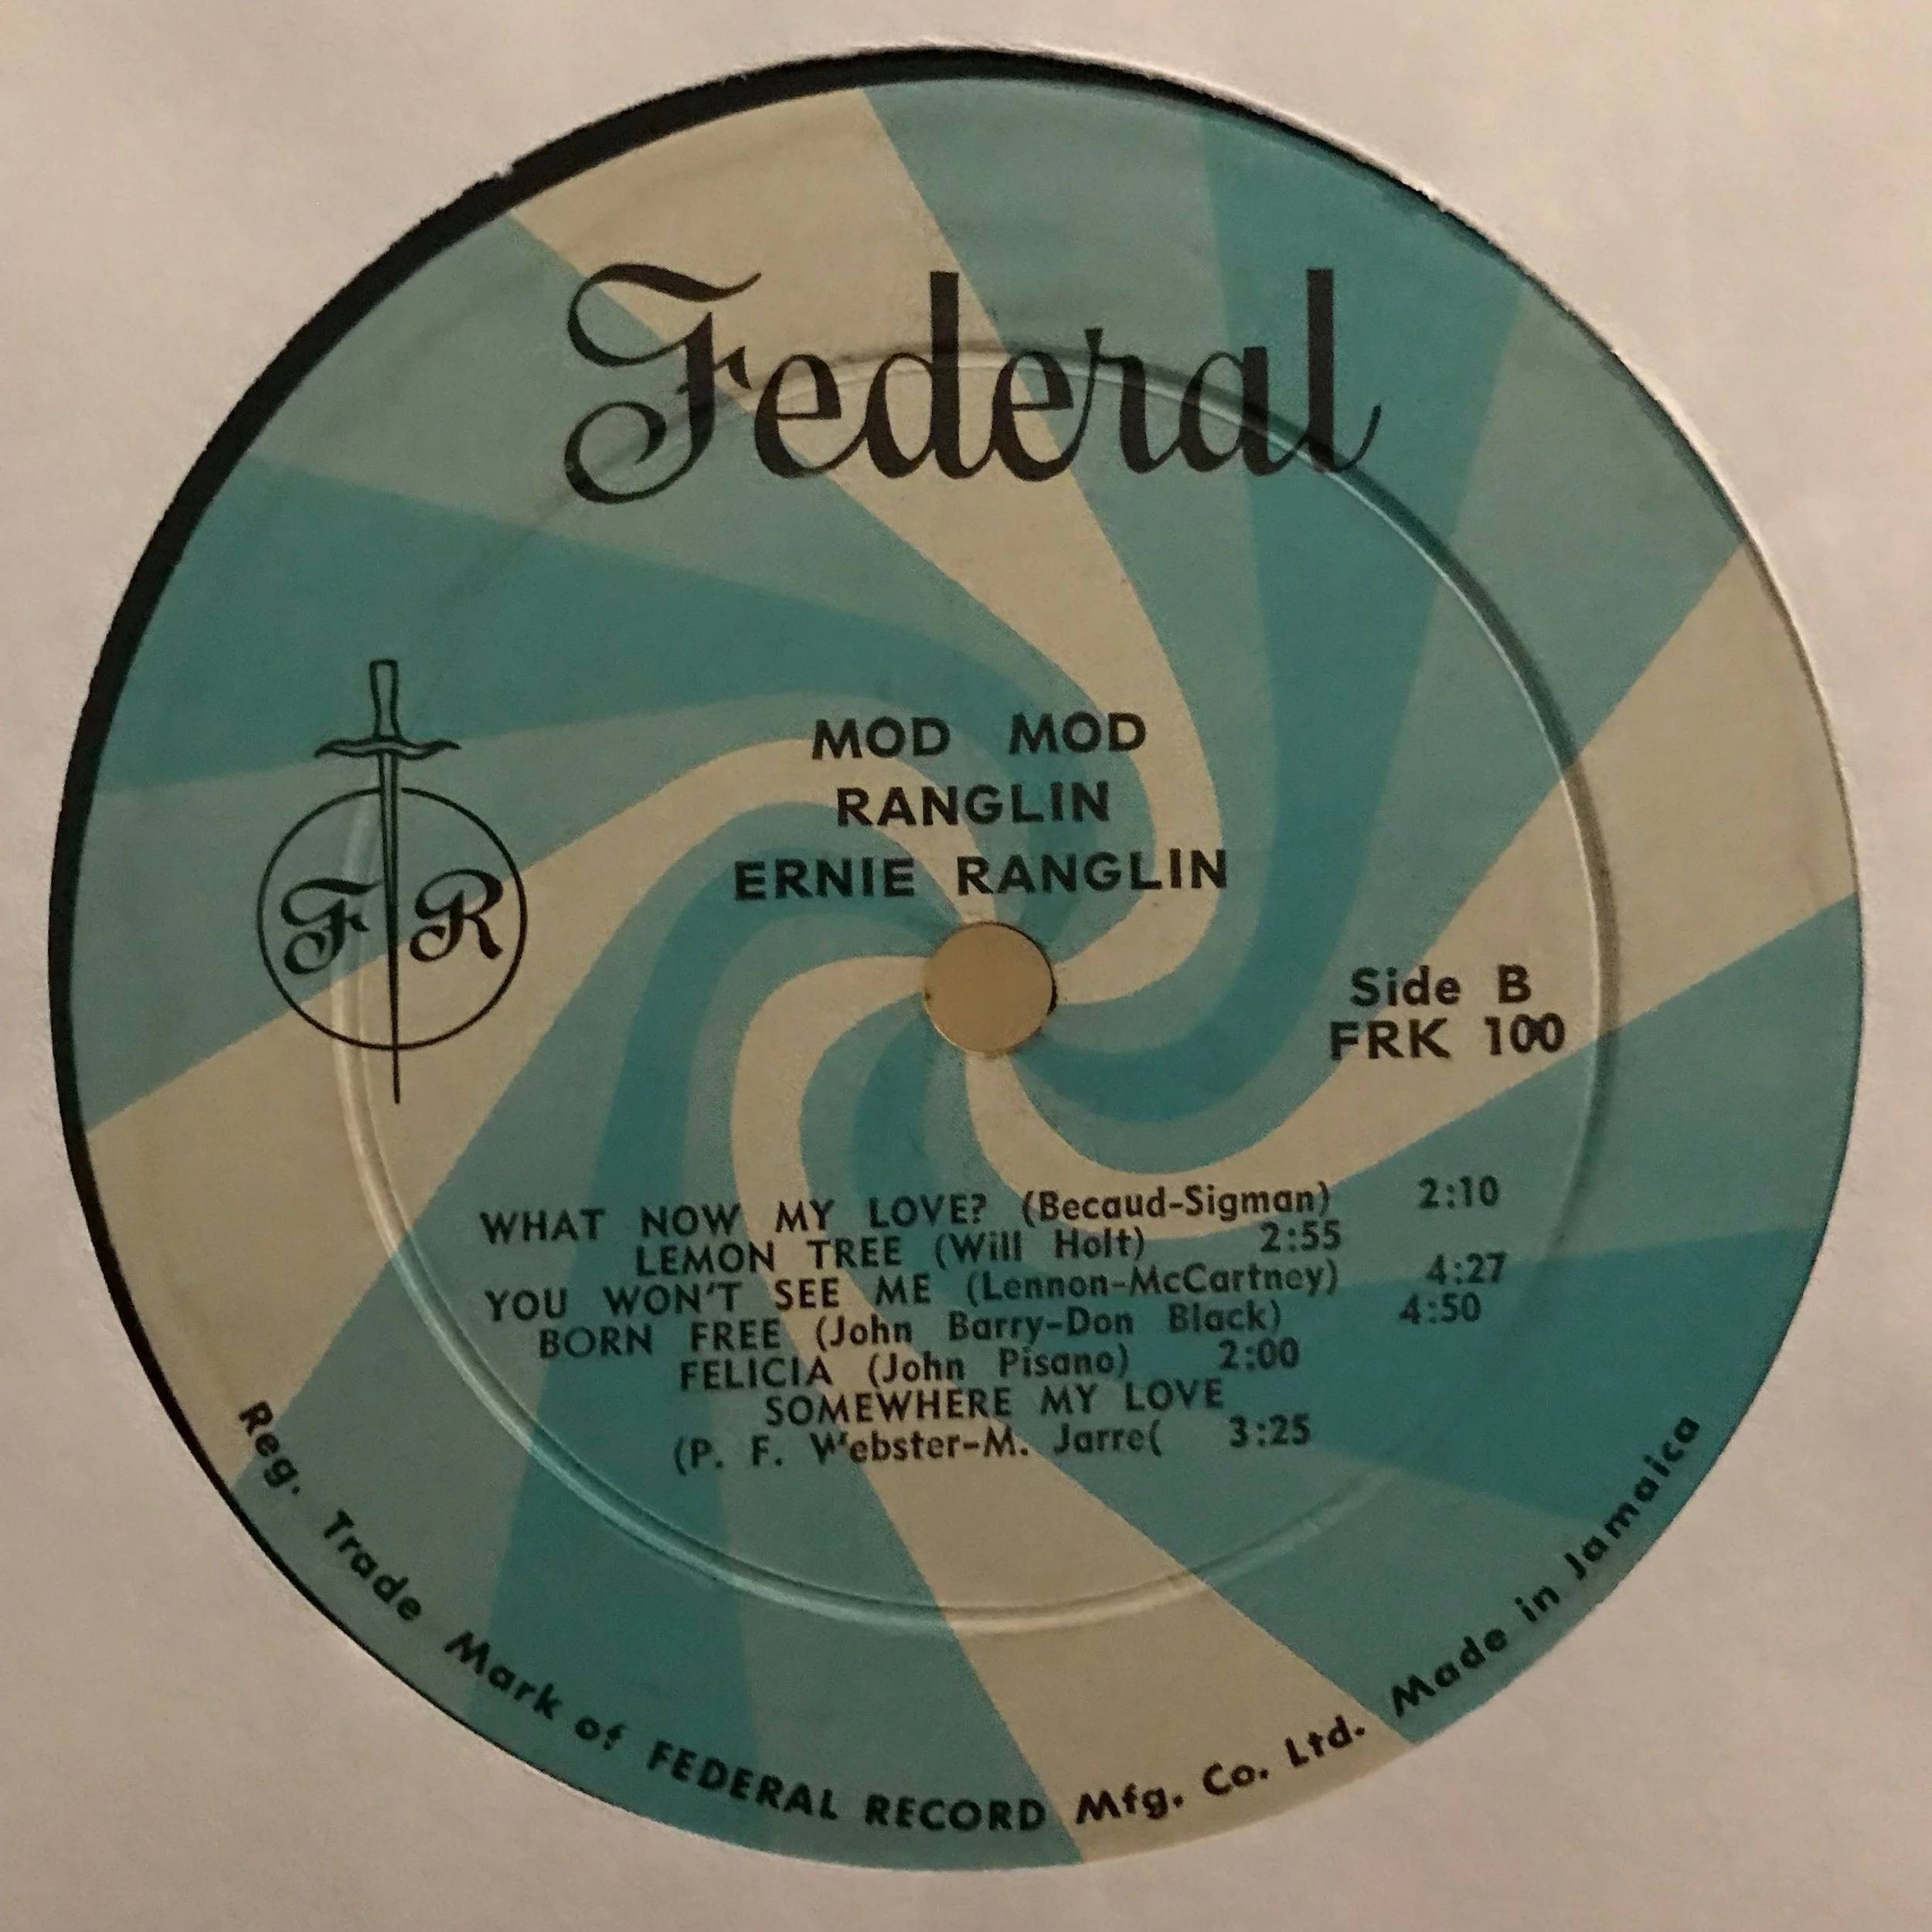 Federal
MOD MOD
RANGLIN
ERNIE RANGLIN
F R
Side B
FRK 100
WHAT NOW MY LOVE? (Becaud-Sigman) 2:10
LEMON TREE (Will Holt) 2:55
YOU WON'T SEE ME (Lennon-McCartney) 4:27
BORN FREE (John Barry-Don Black) 4:50
FELICIA (John Pisano) 2:00
SOMEWHERE MY LOVE
(P. F. Webster-M. Jarre( 3:25
Reg. Trade Mark of FEDERAL RECORD Mfg. Co. Ltd. Made in Jamaica